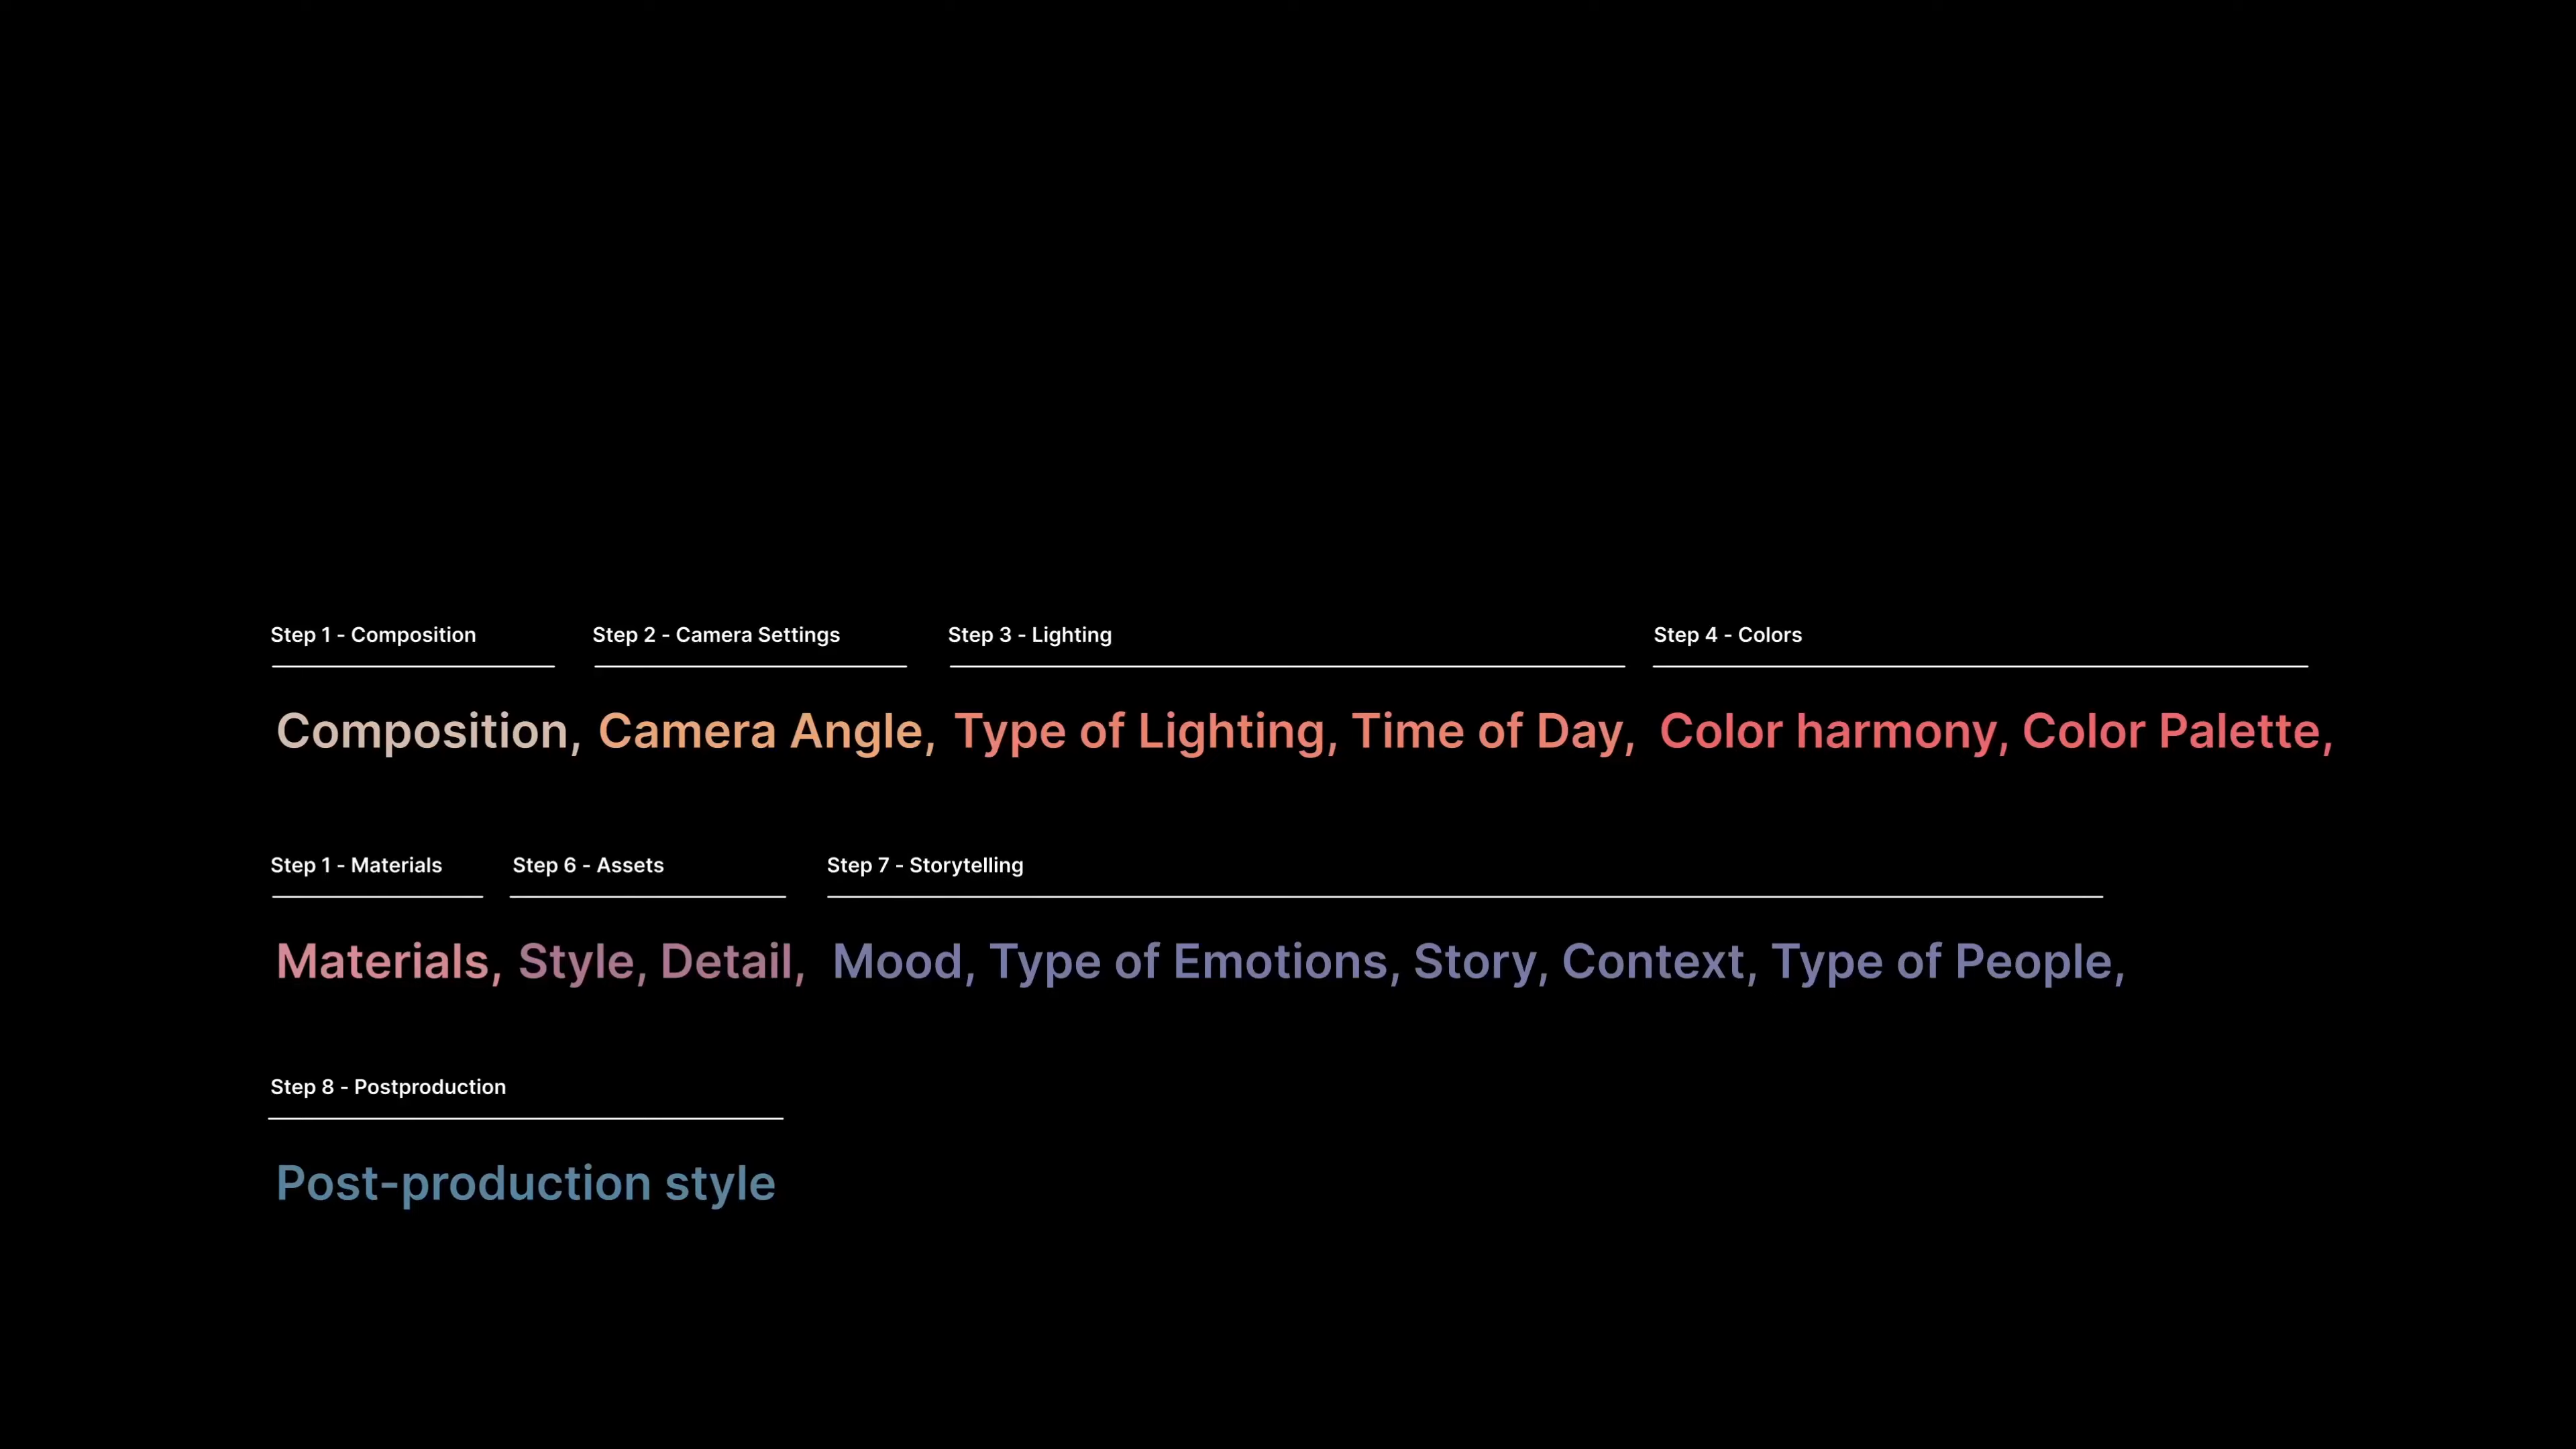 Step 1 - Composition Step 2 - Camera Settings Step 3 - Lighting Step 4 - Colors
Composition, Camera Angle, Type of Lighting, Time of Day, Color harmony, Color Palette,
Step 1 - Materials Step 6 - Assets Step 7 - Storytelling
Materials, Style, Detail, Mood, Type of Emotions, Story, Context, Type of People,
Step 8 - Postproduction
Post-production style